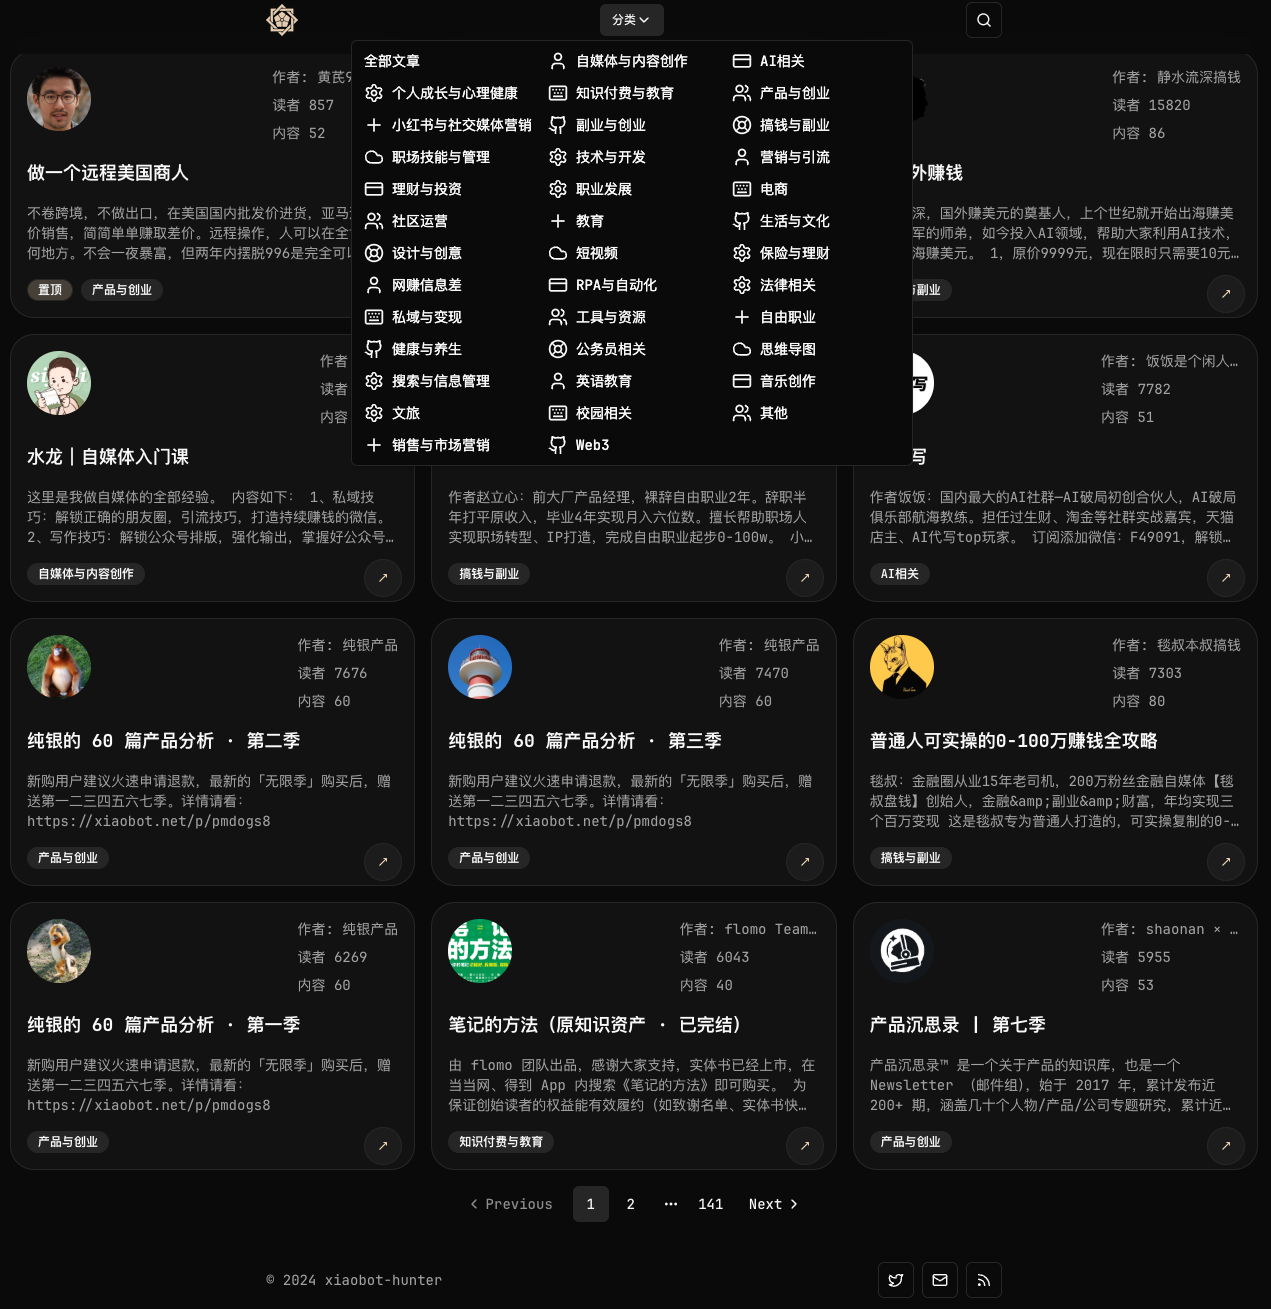 分类
全部文章
自媒体与内容创作
AI相关
个人成长与心理健康
知识付费与教育
产品与创业
小红书与社交媒体营销
副业与创业
搞钱与副业
职场技能与管理
技术与开发
营销与引流
理财与投资
职业发展
电商
社区运营
教育
生活与文化
设计与创意
短视频
保险与理财
网赚信息差
RPA与自动化
法律相关
私域与变现
工具与资源
自由职业
健康与养生
公务员相关
思维导图
搜索与信息管理
英语教育
音乐创作
文旅
校园相关
其他
销售与市场营销
Web3
作者: 黄芪9
读者 857
内容 52
做一个远程美国商人
不卷跨境，不做出口，在美国国内批发价进货，亚马
价销售，简简单单赚取差价。远程操作，人可以在全
何地方。不会一夜暴富，但两年内摆脱996是完全可
置顶
产品与创业
作者: 静水流深搞钱
读者 15820
内容 86
外赚钱
深，国外赚美元的奠基人，上个世纪就开始出海赚美
军的师弟，如今投入AI领域，帮助大家利用AI技术，
海赚美元。 1，原价9999元，现在限时只需要10元…
与副业
↗
作者
读者
内容
水龙｜自媒体入门课
这里是我做自媒体的全部经验。 内容如下： 1、私域技
巧：解锁正确的朋友圈，引流技巧，打造持续赚钱的微信。
2、写作技巧：解锁公众号排版，强化输出，掌握好公众号…
自媒体与内容创作
↗
作者赵立心：前大厂产品经理，裸辞自由职业2年。辞职半
年打平原收入，毕业4年实现月入六位数。擅长帮助职场人
实现职场转型、IP打造，完成自由职业起步0-100w。 小…
搞钱与副业
↗
作者: 饭饭是个闲人…
读者 7782
内容 51
写
作者饭饭：国内最大的AI社群—AI破局初创合伙人，AI破局
俱乐部航海教练。担任过生财、淘金等社群实战嘉宾，天猫
店主、AI代写top玩家。 订阅添加微信：F49091，解锁…
AI相关
↗
作者: 纯银产品
读者 7676
内容 60
纯银的 60 篇产品分析 · 第二季
新购用户建议火速申请退款，最新的「无限季」购买后，赠
送第一二三四五六七季。详情请看：
https://xiaobot.net/p/pmdogs8
产品与创业
↗
作者: 纯银产品
读者 7470
内容 60
纯银的 60 篇产品分析 · 第三季
新购用户建议火速申请退款，最新的「无限季」购买后，赠
送第一二三四五六七季。详情请看：
https://xiaobot.net/p/pmdogs8
产品与创业
↗
作者: 毯叔本叔搞钱
读者 7303
内容 80
普通人可实操的0-100万赚钱全攻略
毯叔：金融圈从业15年老司机，200万粉丝金融自媒体【毯
叔盘钱】创始人，金融&amp;副业&amp;财富，年均实现三
个百万变现 这是毯叔专为普通人打造的，可实操复制的0-…
搞钱与副业
↗
作者: 纯银产品
读者 6269
内容 60
纯银的 60 篇产品分析 · 第一季
新购用户建议火速申请退款，最新的「无限季」购买后，赠
送第一二三四五六七季。详情请看：
https://xiaobot.net/p/pmdogs8
产品与创业
↗
的方法
作者: flomo Team…
读者 6043
内容 40
笔记的方法（原知识资产 · 已完结）
由 flomo 团队出品，感谢大家支持，实体书已经上市，在
当当网、得到 App 内搜索《笔记的方法》即可购买。 为
保证创始读者的权益能有效履约（如致谢名单、实体书快…
知识付费与教育
↗
作者: shaonan × …
读者 5955
内容 53
产品沉思录 | 第七季
产品沉思录™ 是一个关于产品的知识库，也是一个
Newsletter （邮件组），始于 2017 年，累计发布近
200+ 期，涵盖几十个人物/产品/公司专题研究，累计近…
产品与创业
↗
Previous
1
2
…
141
Next
© 2024 xiaobot-hunter